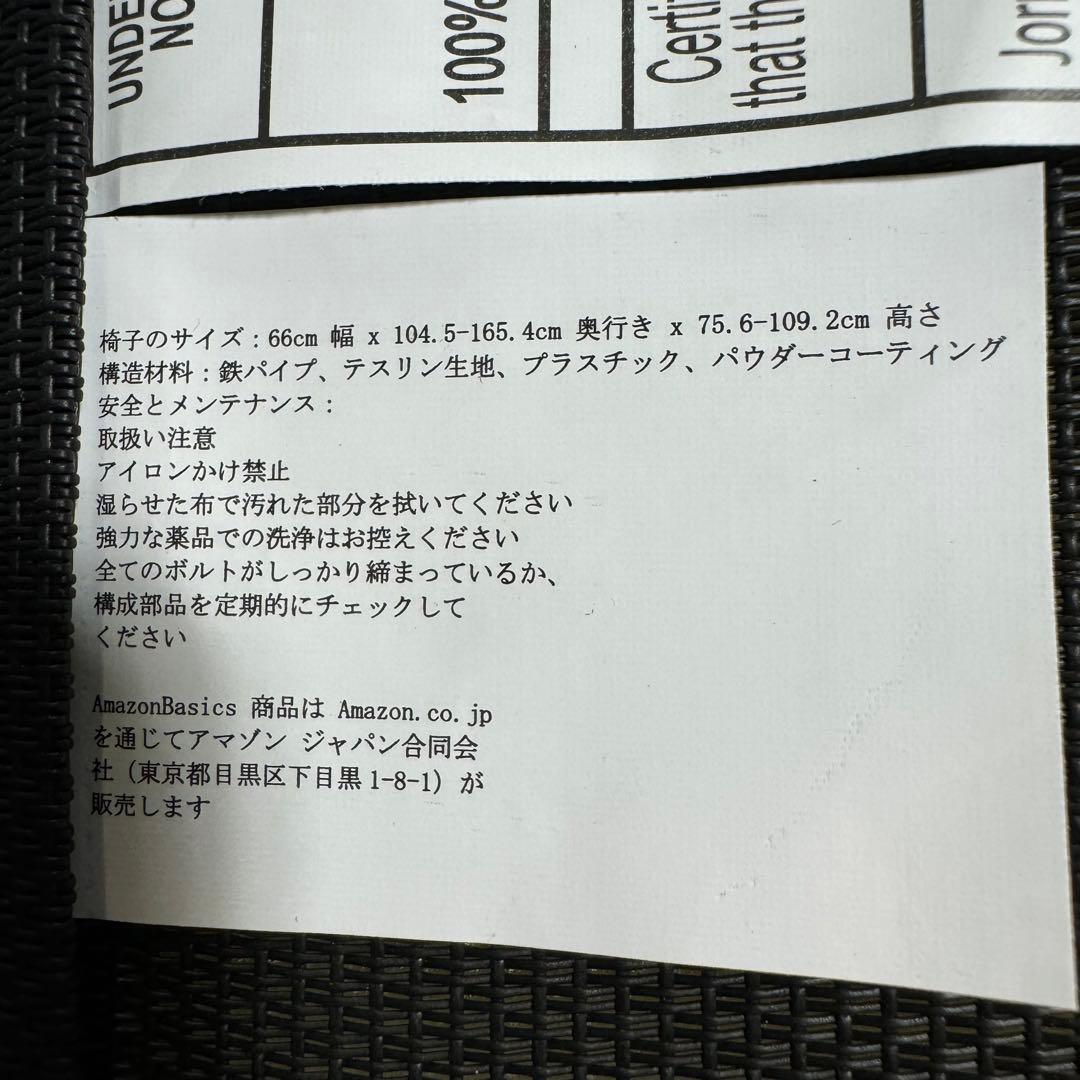 UNDE
NO
100%
Certi
that th
Jon
椅子のサイズ：66cm 幅 x 104.5-165.4cm 奥行き x 75.6-109.2cm 高さ
構造材料：鉄パイプ、テスリン生地、プラスチック、パウダーコーティング
安全とメンテナンス：
取扱い注意
アイロンかけ禁止
湿らせた布で汚れた部分を拭いてください
強力な薬品での洗浄はお控えください
全てのボルトがしっかり締まっているか、
構成部品を定期的にチェックして
ください
AmazonBasics 商品は Amazon.co.jp
を通じてアマゾン ジャパン合同会
社（東京都目黒区下目黒1-8-1）が
販売します